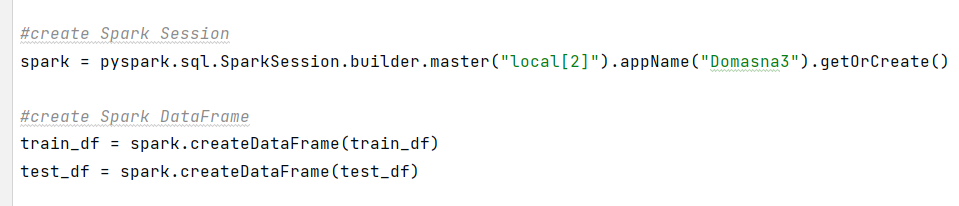 #create Spark Session
spark = pyspark.sql.SparkSession.builder.master("local[2]").appName("Domasna3").getOrCreate()
#create Spark DataFrame
train_df = spark.createDataFrame(train_df)
test_df = spark.createDataFrame(test_df)